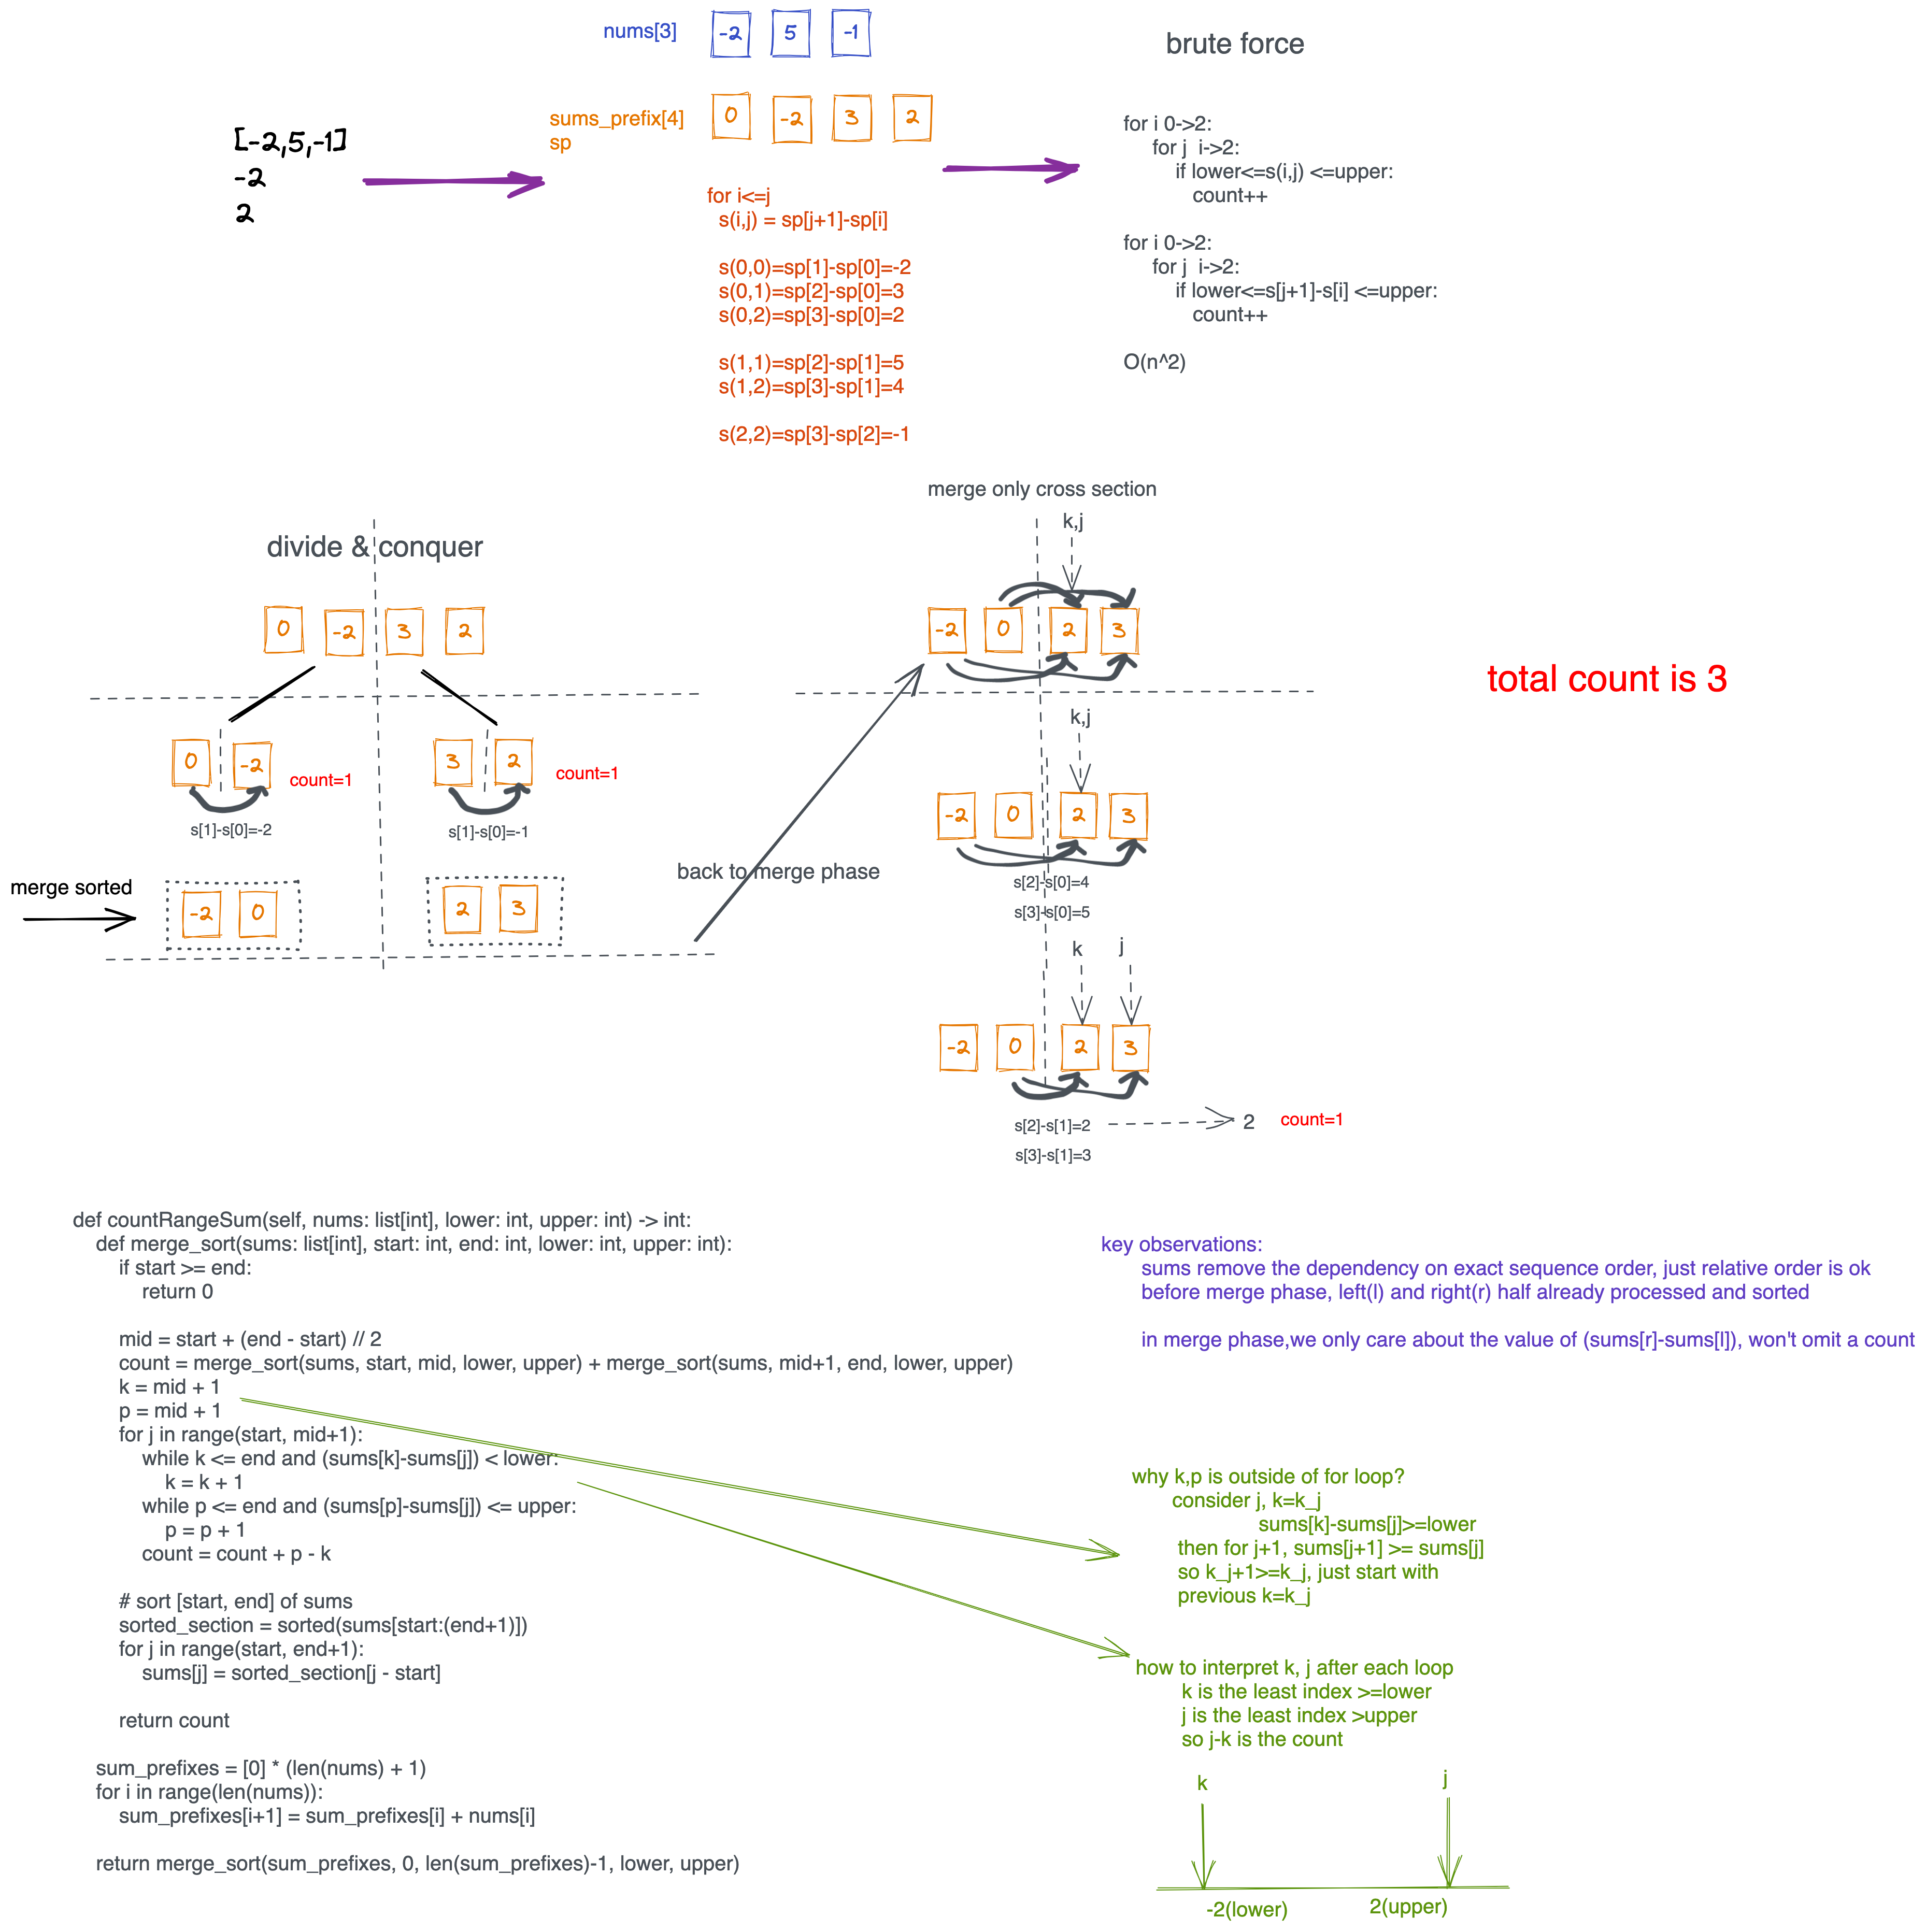 nums[3] -2 5 -1
sums_prefix[4] 0 -2 3 2
sp
[-2,5,-1]
-2
2
for i<=j
s(i,j) = sp[j+1]-sp[i]
s(0,0)=sp[1]-sp[0]=-2
s(0,1)=sp[2]-sp[0]=3
s(0,2)=sp[3]-sp[0]=2
s(1,1)=sp[2]-sp[1]=5
s(1,2)=sp[3]-sp[1]=4
s(2,2)=sp[3]-sp[2]=-1
brute force
for i 0->2:
for j  i->2:
if lower<=s(i,j) <=upper:
count++
for i 0->2:
for j  i->2:
if lower<=s[j+1]-s[i] <=upper:
count++
O(n^2)
divide & conquer
0 -2 3 2
0 -2 count=1
3 2 count=1
s[1]-s[0]=-2
s[1]-s[0]=-1
merge sorted
-2 0
2 3
back to merge phase
merge only cross section
k,j
-2 0 2 3
k,j
-2 0 2 3
s[2]-s[0]=4
s[3]-s[0]=5
k j
-2 0 2 3
s[2]-s[1]=2 2 count=1
s[3]-s[1]=3
total count is 3
def countRangeSum(self, nums: list[int], lower: int, upper: int) -> int:
def merge_sort(sums: list[int], start: int, end: int, lower: int, upper: int):
if start >= end:
return 0
mid = start + (end - start) // 2
count = merge_sort(sums, start, mid, lower, upper) + merge_sort(sums, mid+1, end, lower, upper)
k = mid + 1
p = mid + 1
for j in range(start, mid+1):
while k <= end and (sums[k]-sums[j]) < lower:
k = k + 1
while p <= end and (sums[p]-sums[j]) <= upper:
p = p + 1
count = count + p - k
# sort [start, end] of sums
sorted_section = sorted(sums[start:(end+1)])
for j in range(start, end+1):
sums[j] = sorted_section[j - start]
return count
sum_prefixes = [0] * (len(nums) + 1)
for i in range(len(nums)):
sum_prefixes[i+1] = sum_prefixes[i] + nums[i]
return merge_sort(sum_prefixes, 0, len(sum_prefixes)-1, lower, upper)
key observations:
sums remove the dependency on exact sequence order, just relative order is ok
before merge phase, left(l) and right(r) half already processed and sorted
in merge phase,we only care about the value of (sums[r]-sums[l]), won't omit a count
why k,p is outside of for loop?
consider j, k=k_j
sums[k]-sums[j]>=lower
then for j+1, sums[j+1] >= sums[j]
so k_j+1>=k_j, just start with
previous k=k_j
how to interpret k, j after each loop
k is the least index >=lower
j is the least index >upper
so j-k is the count
k j
-2(lower) 2(upper)